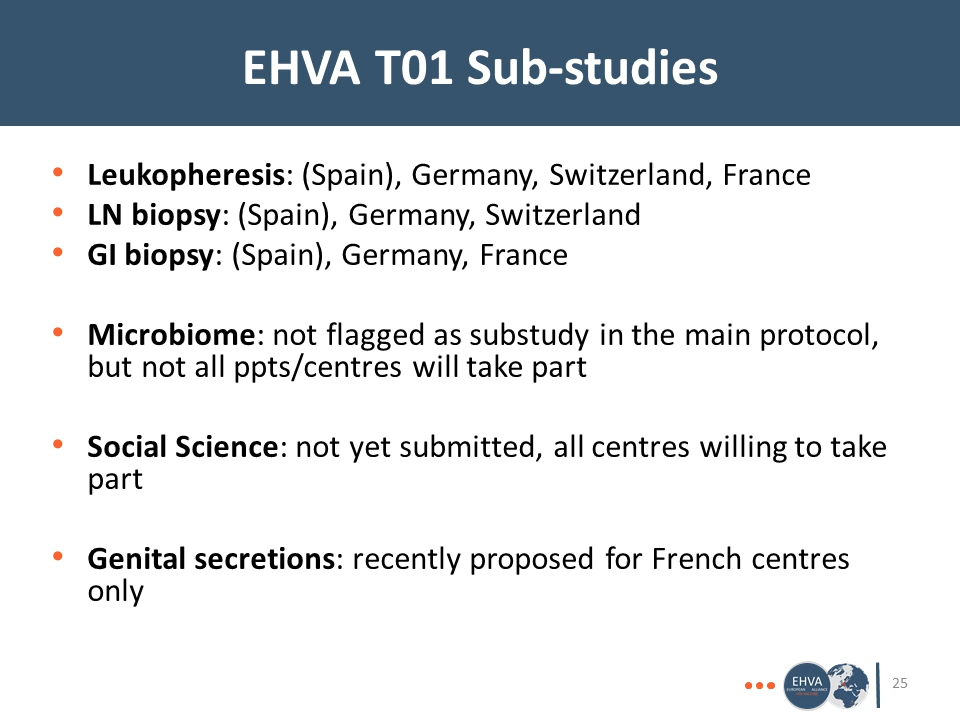 EHVA T01 Sub-studies
• Leukopheresis: (Spain), Germany, Switzerland, France
• LN biopsy: (Spain), Germany, Switzerland
• GI biopsy: (Spain), Germany, France
• Microbiome: not flagged as substudy in the main protocol,
but not all ppts/centres will take part
• Social Science: not yet submitted, all centres willing to take
part
• Genital secretions: recently proposed for French centres
only
EHVA
EUROPEAN ALLIANCE
25